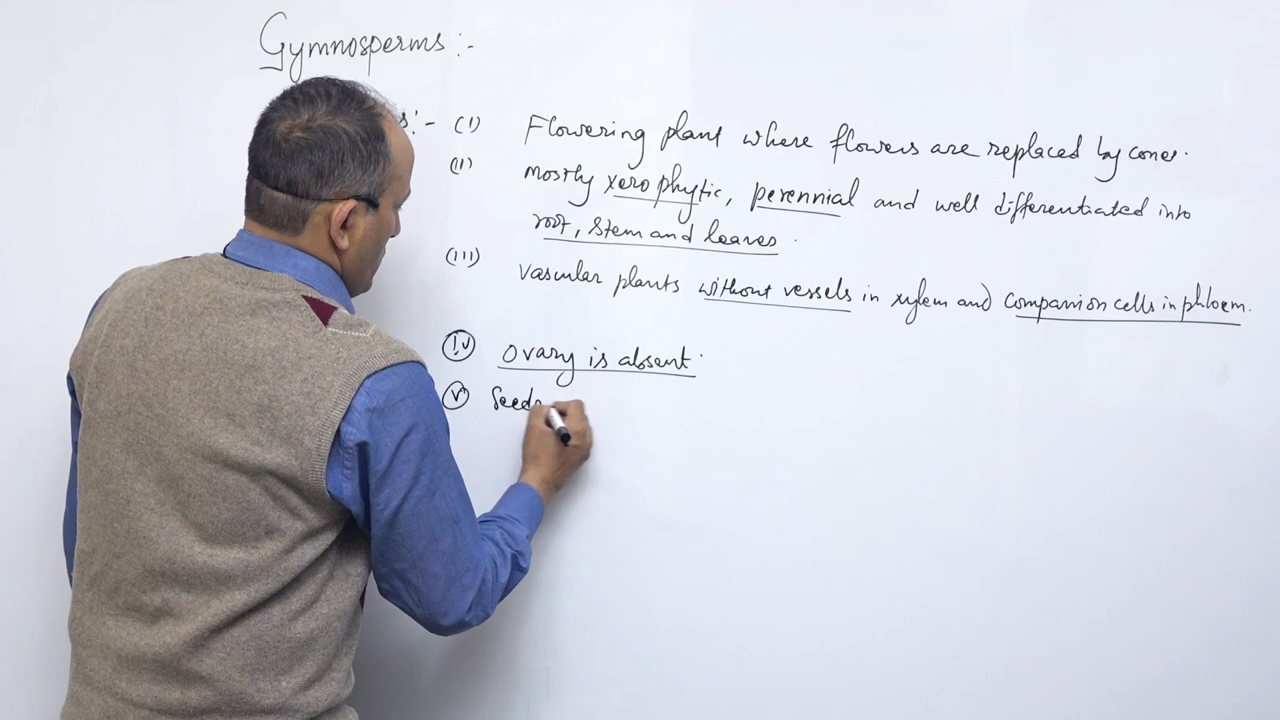 Gymnosperms :-
s:- (I) Flowering plant where flowers are replaced by cones.
(II) mostly xerophytic, perennial and well differentiated into
root, stem and leaves.
(III) vascular plants without vessels in xylem and companion cells in phloem.
(IV) Ovary is absent.
(V) Seeds